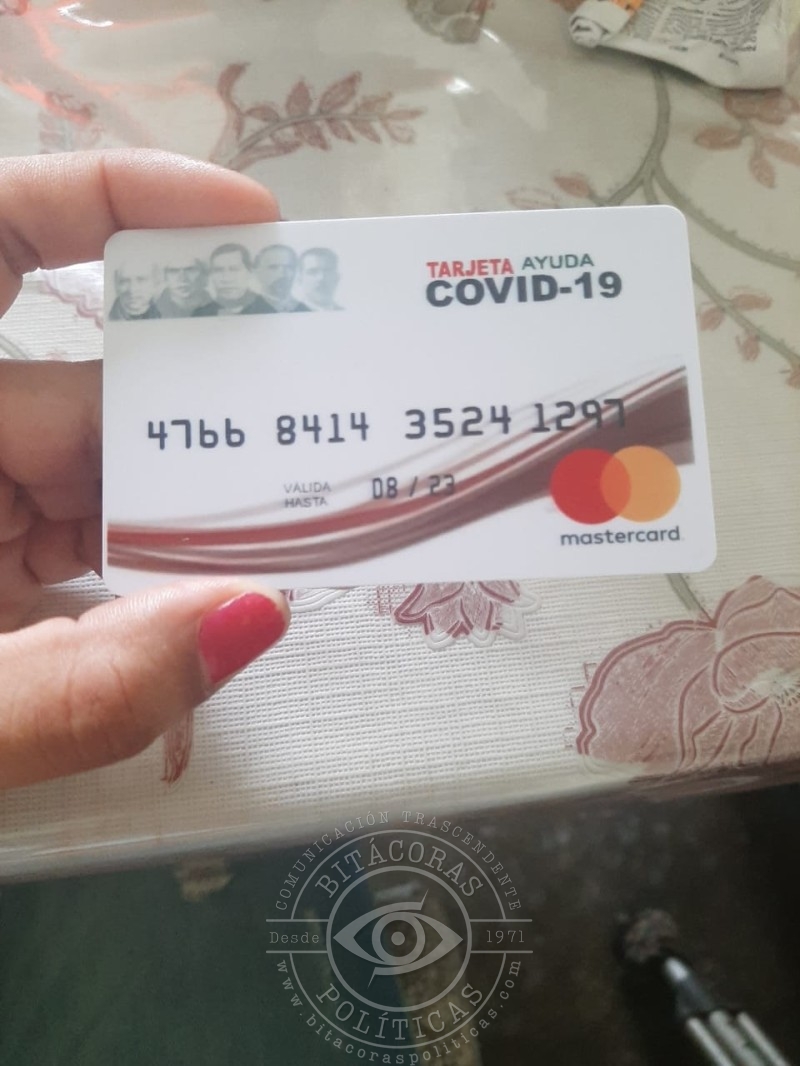 TARJETA AYUDA
COVID-19
4766 8414 3524 1297
VÁLIDA
HASTA
08 / 23
mastercard
COMUNICACIÓN TRASCENDENTE
BITÁCORAS
Desde 1971
POLÍTICAS
www.bitacoraspoliticas.com